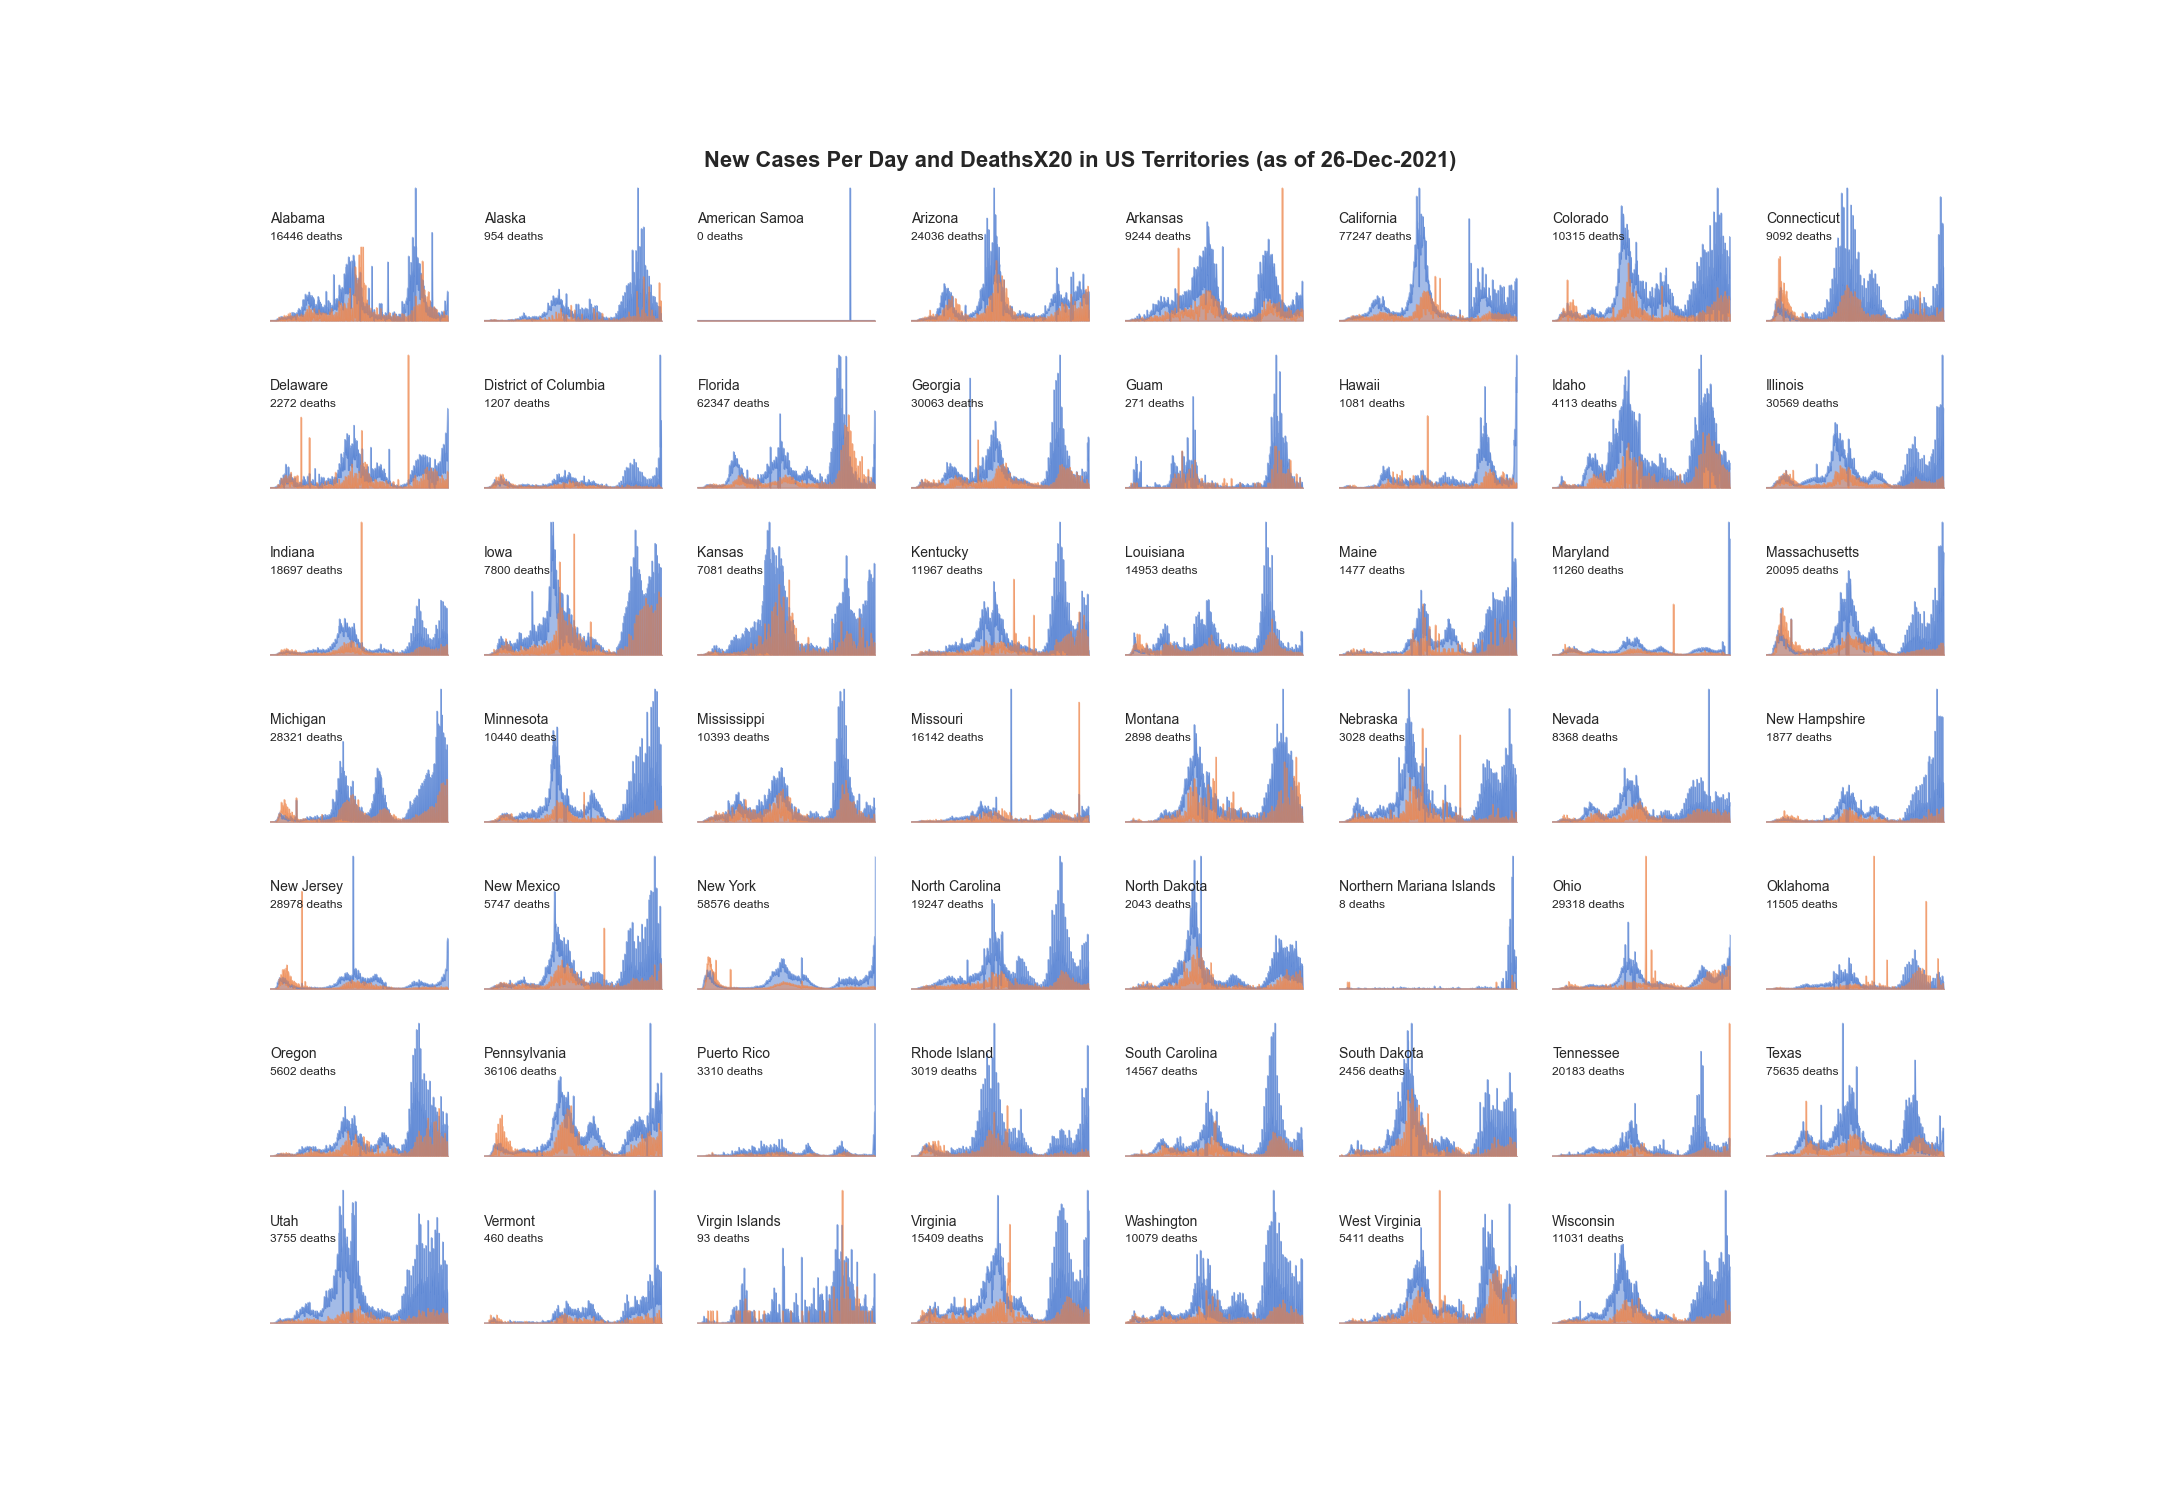 New Cases Per Day and DeathsX20 in US Territories (as of 26-Dec-2021)
Alabama
16446 deaths
Alaska
954 deaths
American Samoa
0 deaths
Arizona
24036 deaths
Arkansas
9244 deaths
California
77247 deaths
Colorado
10315 deaths
Connecticut
9092 deaths
Delaware
2272 deaths
District of Columbia
1207 deaths
Florida
62347 deaths
Georgia
30063 deaths
Guam
271 deaths
Hawaii
1081 deaths
Idaho
4113 deaths
Illinois
30569 deaths
Indiana
18697 deaths
Iowa
7800 deaths
Kansas
7081 deaths
Kentucky
11967 deaths
Louisiana
14953 deaths
Maine
1477 deaths
Maryland
11260 deaths
Massachusetts
20095 deaths
Michigan
28321 deaths
Minnesota
10440 deaths
Mississippi
10393 deaths
Missouri
16142 deaths
Montana
2898 deaths
Nebraska
3028 deaths
Nevada
8368 deaths
New Hampshire
1877 deaths
New Jersey
28978 deaths
New Mexico
5747 deaths
New York
58576 deaths
North Carolina
19247 deaths
North Dakota
2043 deaths
Northern Mariana Islands
8 deaths
Ohio
29318 deaths
Oklahoma
11505 deaths
Oregon
5602 deaths
Pennsylvania
36106 deaths
Puerto Rico
3310 deaths
Rhode Island
3019 deaths
South Carolina
14567 deaths
South Dakota
2456 deaths
Tennessee
20183 deaths
Texas
75635 deaths
Utah
3755 deaths
Vermont
460 deaths
Virgin Islands
93 deaths
Virginia
15409 deaths
Washington
10079 deaths
West Virginia
5411 deaths
Wisconsin
11031 deaths